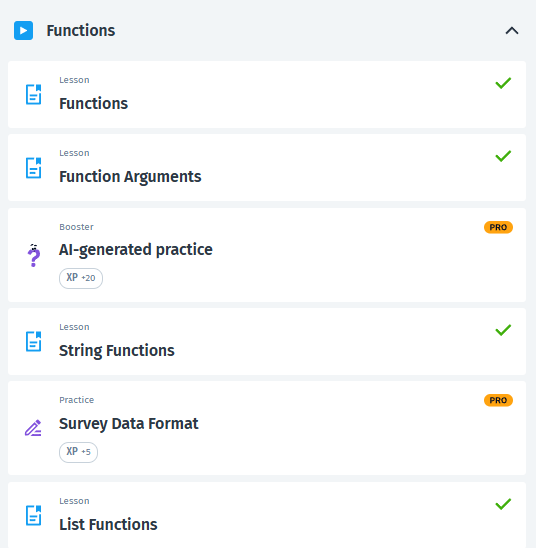 Functions
Lesson
Functions
Lesson
Function Arguments
Booster
PRO
AI-generated practice
XP +20
Lesson
String Functions
Practice
PRO
Survey Data Format
XP +5
Lesson
List Functions